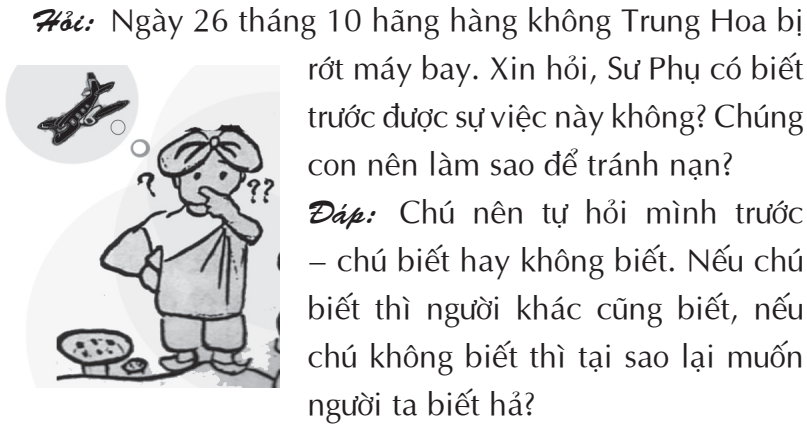 Hỏi: Ngày 26 tháng 10 hãng hàng không Trung Hoa bị
rớt máy bay. Xin hỏi, Sư Phụ có biết
trước được sự việc này không? Chúng
con nên làm sao để tránh nạn?
Đáp: Chú nên tự hỏi mình trước
– chú biết hay không biết. Nếu chú
biết thì người khác cũng biết, nếu
chú không biết thì tại sao lại muốn
người ta biết hả?
? ??